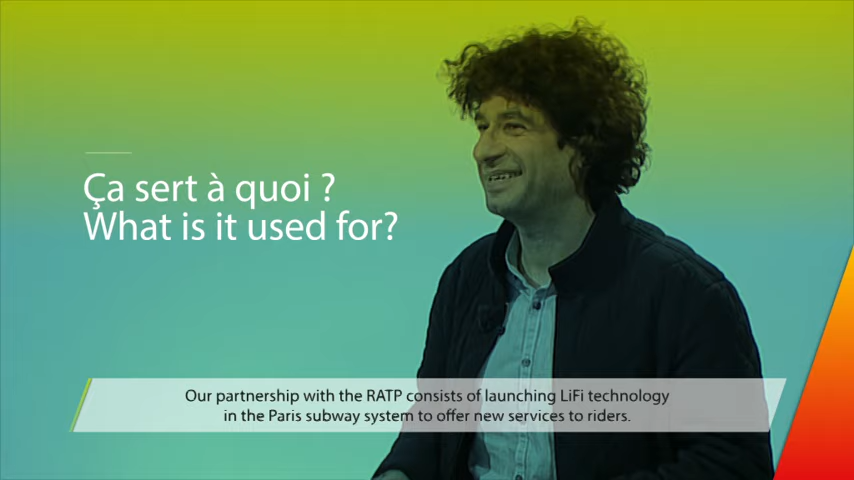 Ça sert à quoi ?
What is it used for?
Our partnership with the RATP consists of launching LiFi technology
in the Paris subway system to offer new services to riders.